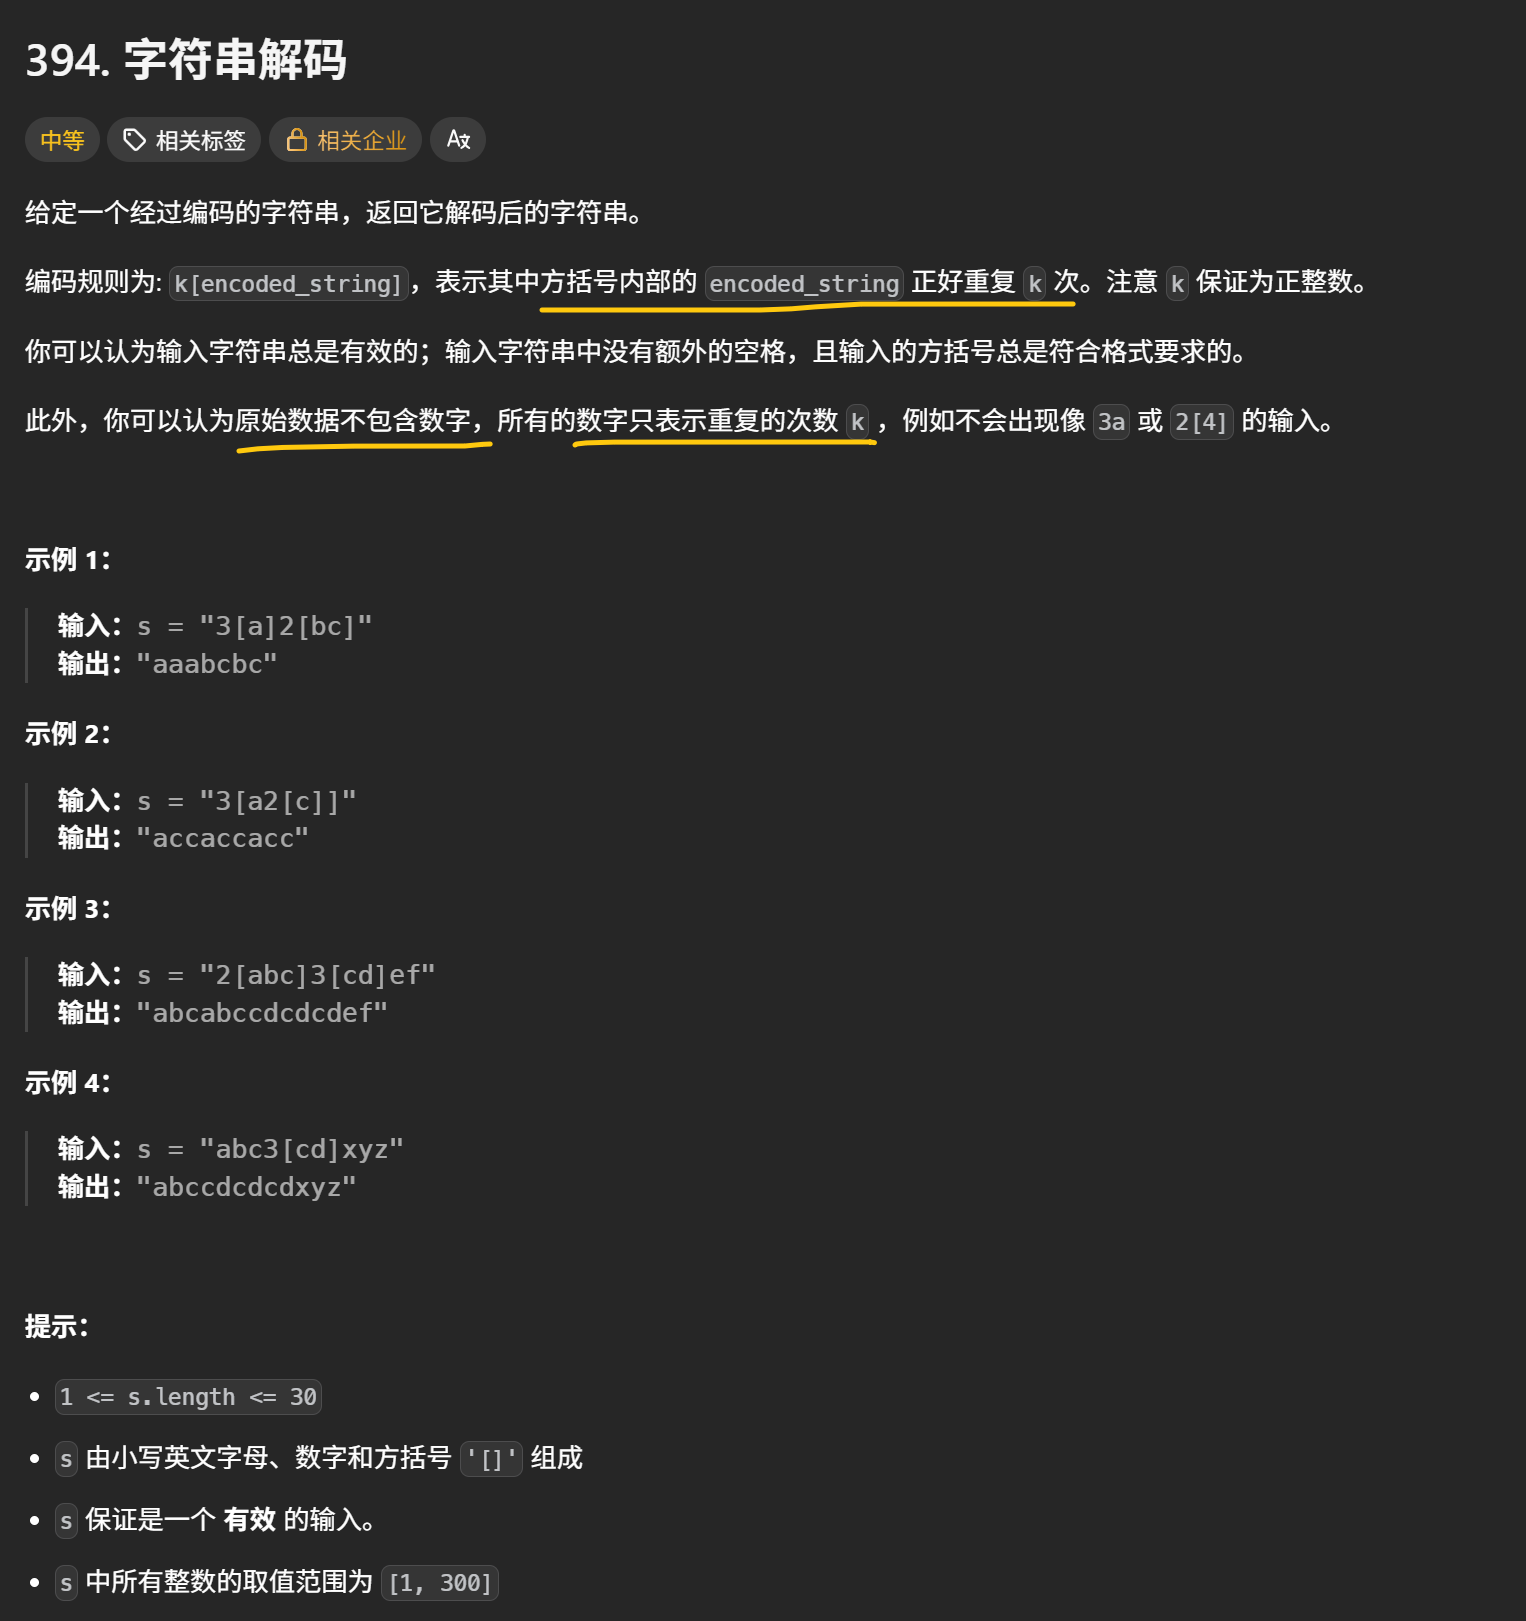 394. 字符串解码
中等 相关标签 相关企业
给定一个经过编码的字符串，返回它解码后的字符串。
编码规则为: k[encoded_string]，表示其中方括号内部的 encoded_string 正好重复 k 次。注意 k 保证为正整数。
你可以认为输入字符串总是有效的；输入字符串中没有额外的空格，且输入的方括号总是符合格式要求的。
此外，你可以认为原始数据不包含数字，所有的数字只表示重复的次数 k ，例如不会出现像 3a 或 2[4] 的输入。
示例 1：
输入：s = "3[a]2[bc]"
输出："aaabcbc"
示例 2：
输入：s = "3[a2[c]]"
输出："accaccacc"
示例 3：
输入：s = "2[abc]3[cd]ef"
输出："abcabccdcdcdef"
示例 4：
输入：s = "abc3[cd]xyz"
输出："abccdcdcdxyz"
提示：
1 <= s.length <= 30
s 由小写英文字母、数字和方括号 '[]' 组成
s 保证是一个 有效 的输入。
s 中所有整数的取值范围为 [1, 300]